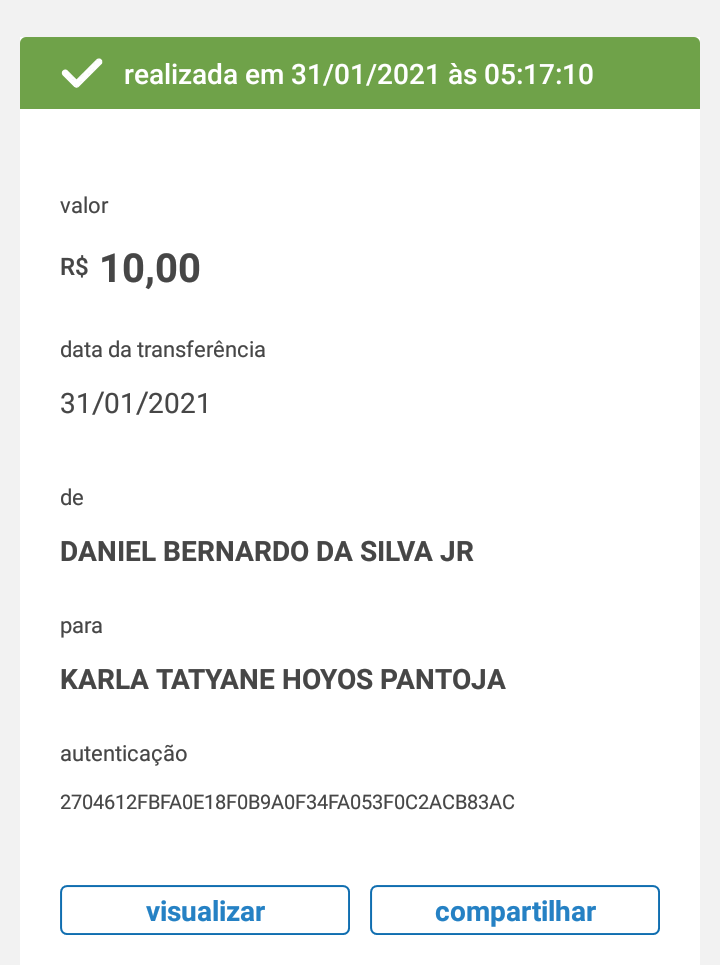 realizada em 31/01/2021 às 05:17:10
valor
R$ 10,00
data da transferência
31/01/2021
de
DANIEL BERNARDO DA SILVA JR
para
KARLA TATYANE HOYOS PANTOJA
autenticação
2704612FBFA0E18F0B9A0F34FA053F0C2ACB83AC
visualizar
compartilhar